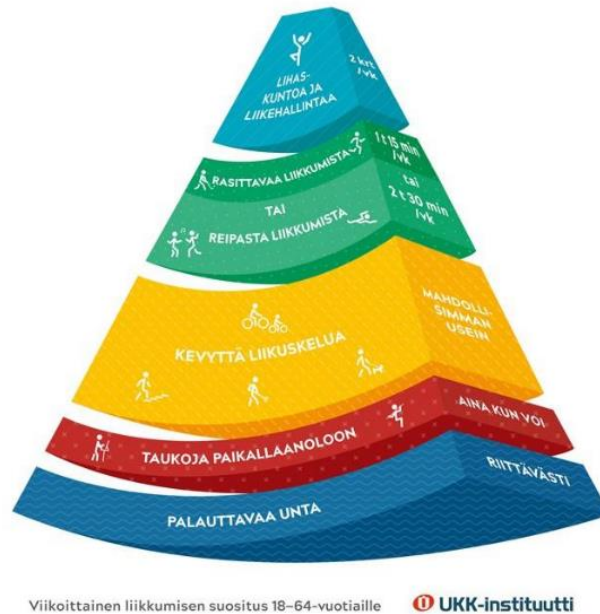 LIHAS-
KUNTOA JA
LIIKEHALLINTAA
2 krt
/vk
RASITTAVAA LIIKKUMISTA
1 t 15 min
/vk
TAI
REIPASTA LIIKKUMISTA
tai
2 t 30 min
/vk
KEVYTTÄ LIIKUSKELUA
MAHDOLLI-
SIMMAN
USEIN
TAUKOJA PAIKALLAANOLOON
AINA KUN VOI
PALAUTTAVAA UNTA
RIITTÄVÄSTI
Viikoittainen liikkumisen suositus 18–64-vuotiaille
UKK-instituutti